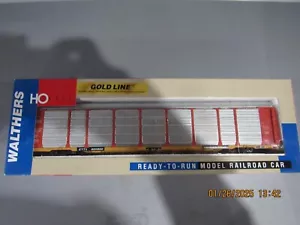 WALTHERS
HO
GOLD LINE
READY-TO-RUN MODEL RAILROAD CAR
01/26/2025 13:42